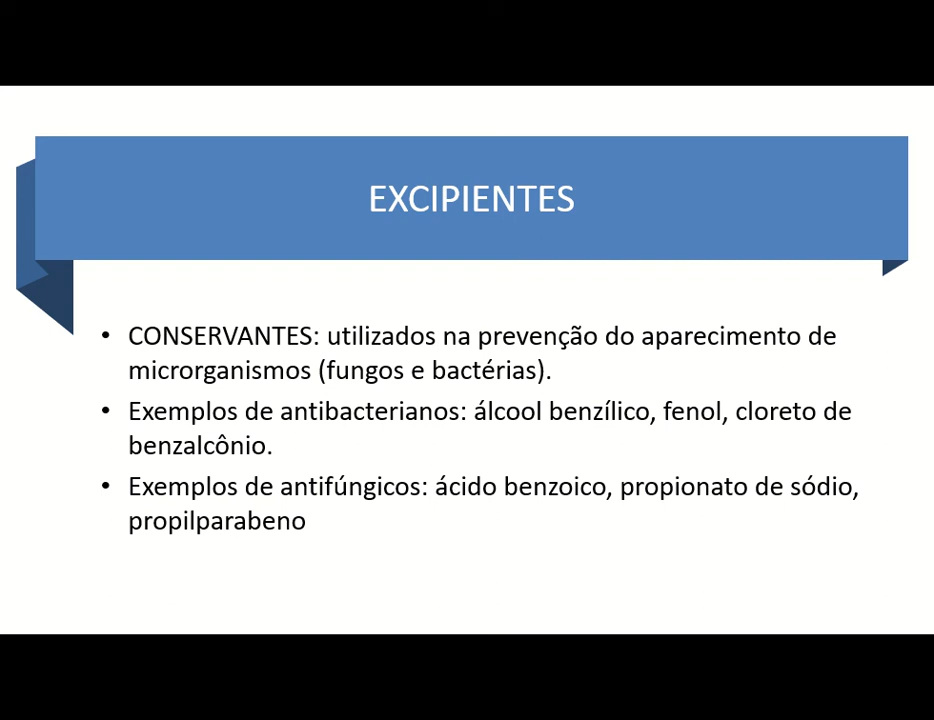 EXCIPIENTES
• CONSERVANTES: utilizados na prevenção do aparecimento de
microrganismos (fungos e bactérias).
• Exemplos de antibacterianos: álcool benzílico, fenol, cloreto de
benzalcônio.
• Exemplos de antifúngicos: ácido benzoico, propionato de sódio,
propilparabeno